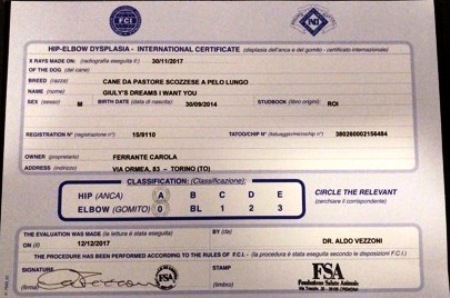 F.C.I.
HIP-ELBOW DYSPLASIA - INTERNATIONAL CERTIFICATE (displasia dell'anca e del gomito - certificato internazionale)
X RAYS MADE ON: (radiografia eseguita il) 30/11/2017
OF THE DOG (del cane)
BREED (razza) CANE DA PASTORE SCOZZESE A PELO LUNGO
NAME (nome) GIULY'S DREAMS I WANT YOU
SEX (sesso) M BIRTH DATE (data di nascita) 30/09/2014 STUDBOOK (libro origini) ROI
REGISTRATION N° (registrazione n°) 15/9110 TATOO/CHIP N° (tatuaggio/microchip n°) 380260002156484
OWNER (proprietario) FERRANTE CAROLA
ADDRESS (indirizzo) VIA ORMEA, 83 - TORINO (TO)
CLASSIFICATION: (Classificazione):
HIP (ANCA) A B C D E
ELBOW (GOMITO) 0 BL 1 2 3
CIRCLE THE RELEVANT
(cerchiare il corrispondente)
THE EVALUATION WAS MADE (la lettura è stata eseguita) BY (da)
ON (il) 12/12/2017 DR. ALDO VEZZONI
THE PROCEDURE HAS BEEN PERFORMED ACCORDING TO THE RULES OF F.C.I. - (la procedura è stata eseguita secondo le disposizioni F.C.I.)
SIGNATURE STAMP
(firma) (timbro)
FSA
Fondazione Salute Animale